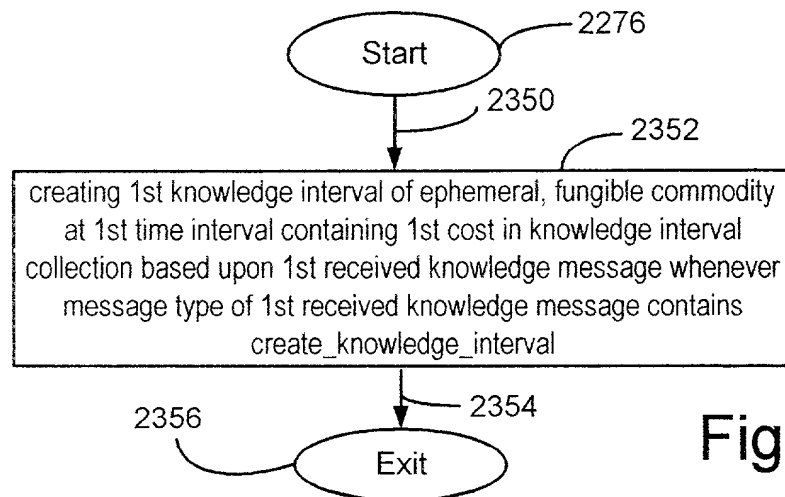 2276
Start
2350
2352
creating 1st knowledge interval of ephemeral, fungible commodity
at 1st time interval containing 1st cost in knowledge interval
collection based upon 1st received knowledge message whenever
message type of 1st received knowledge message contains
create_knowledge_interval
2354
2356
Exit
Fig